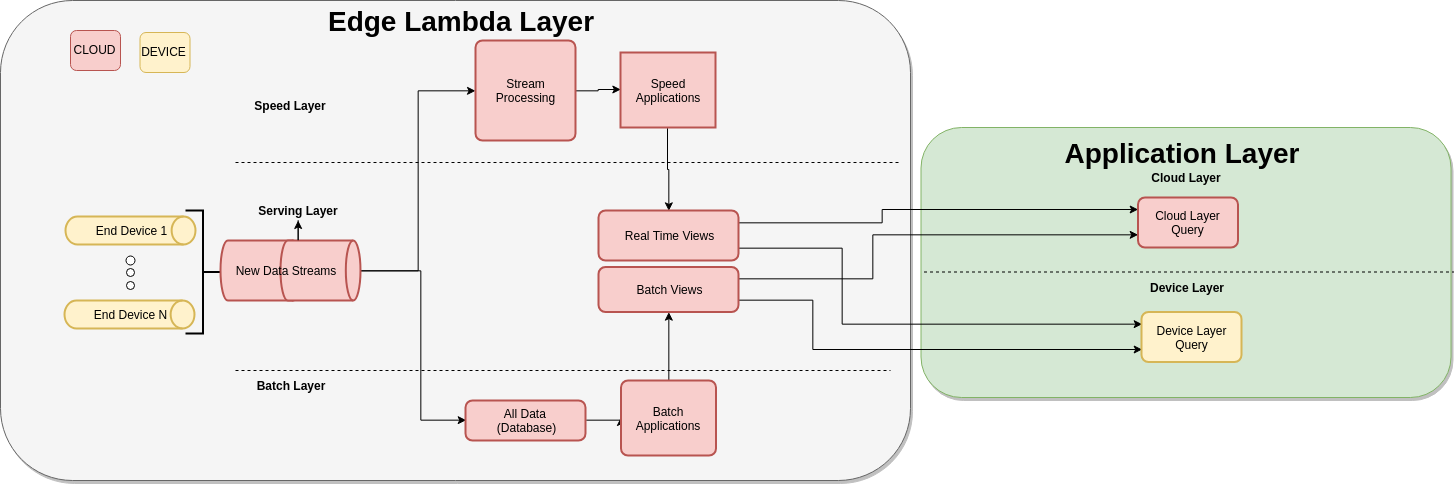 Edge Lambda Layer
CLOUD
DEVICE
Speed Layer
Stream
Processing
Speed
Applications
Serving Layer
End Device 1
New Data Streams
End Device N
Real Time Views
Batch Views
Batch Layer
All Data
(Database)
Batch
Applications
Application Layer
Cloud Layer
Cloud Layer
Query
Device Layer
Device Layer
Query